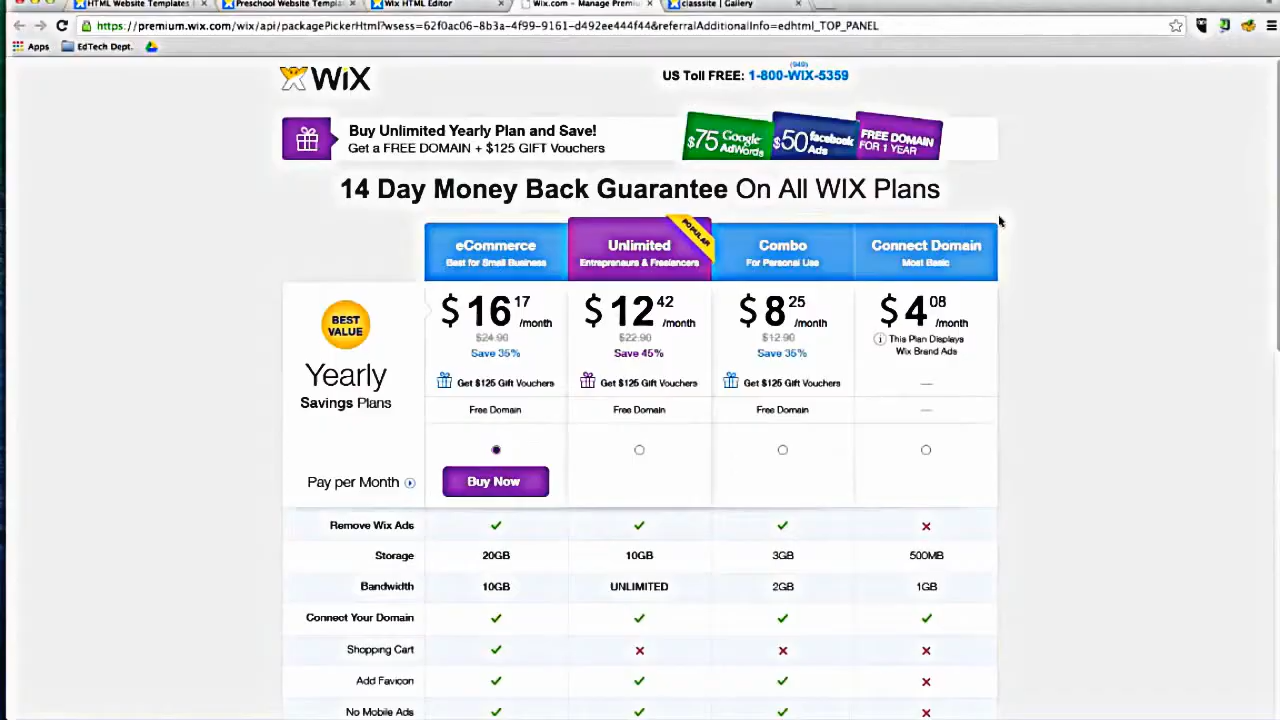 HTML Website Templates
Preschool Website Templa
Wix HTML Editor
Wix.com - Manage Premiu
classsite | Gallery
https://premium.wix.com/wix/api/packagePickerHtml?wsess=62f0ac06-8b3a-4f99-9161-d492ee444f44&referralAdditionalInfo=edhtml_TOP_PANEL
Apps EdTech Dept.
WiX
(949)
US Toll FREE: 1-800-WIX-5359
Buy Unlimited Yearly Plan and Save!
Get a FREE DOMAIN + $125 GIFT Vouchers
$75 Google AdWords
$50 facebook Ads
FREE DOMAIN FOR 1 YEAR
14 Day Money Back Guarantee On All WIX Plans
eCommerce
Best for Small Business
Unlimited
Entrepreneurs & Freelancers
POPULAR
Combo
For Personal Use
Connect Domain
Most Basic
BEST VALUE
Yearly
Savings Plans
$16 17 /month
$24.90
Save 35%
$12 42 /month
$22.90
Save 45%
$8 25 /month
$12.90
Save 35%
$4 08 /month
This Plan Displays
Wix Brand Ads
Get $125 Gift Vouchers Get $125 Gift Vouchers Get $125 Gift Vouchers —
Free Domain Free Domain Free Domain —
Pay per Month
Buy Now
Remove Wix Ads ✓ ✓ ✓ ✗
Storage 20GB 10GB 3GB 500MB
Bandwidth 10GB UNLIMITED 2GB 1GB
Connect Your Domain ✓ ✓ ✓ ✓
Shopping Cart ✓ ✗ ✗ ✗
Add Favicon ✓ ✓ ✓ ✗
No Mobile Ads ✓ ✓ ✓ ✗